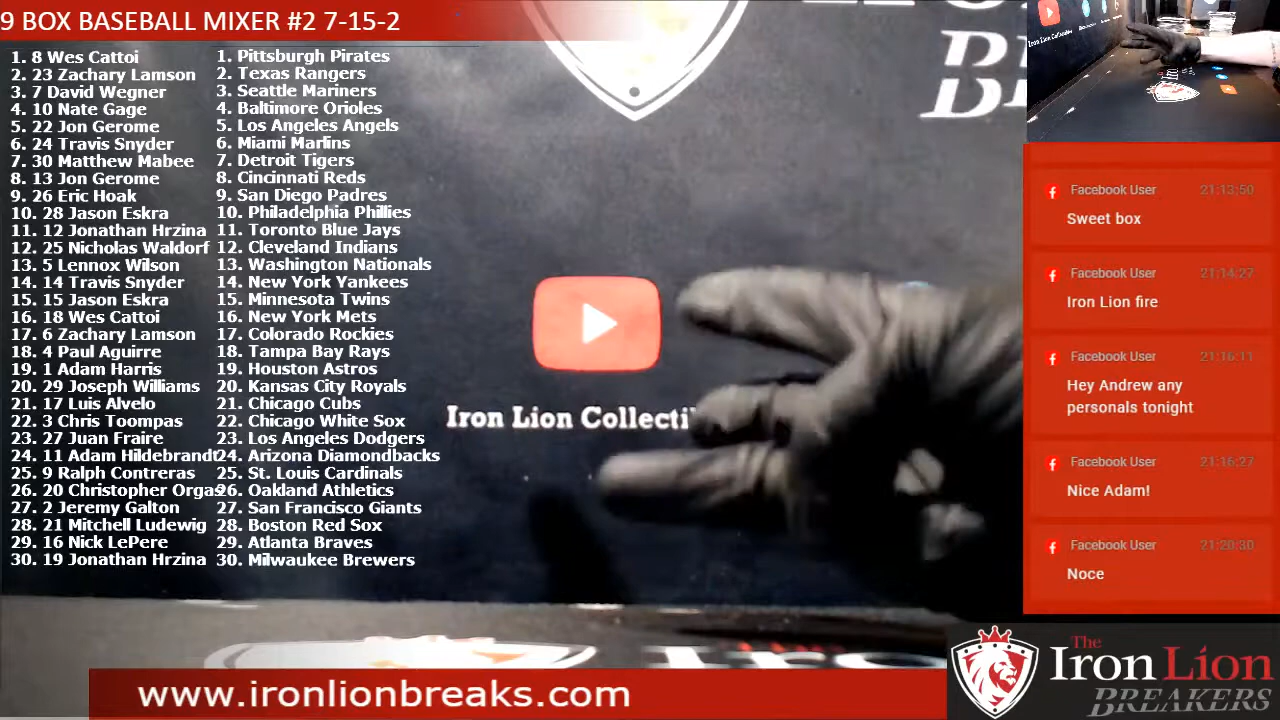 9 BOX BASEBALL MIXER #2 7-15-2
1. 8 Wes Cattoi
2. 23 Zachary Lamson
3. 7 David Wegner
4. 10 Nate Gage
5. 22 Jon Gerome
6. 24 Travis Snyder
7. 30 Matthew Mabee
8. 13 Jon Gerome
9. 26 Eric Hoak
10. 28 Jason Eskra
11. 12 Jonathan Hrzina
12. 25 Nicholas Waldorf
13. 5 Lennox Wilson
14. 14 Travis Snyder
15. 15 Jason Eskra
16. 18 Wes Cattoi
17. 6 Zachary Lamson
18. 4 Paul Aguirre
19. 1 Adam Harris
20. 29 Joseph Williams
21. 17 Luis Alvelo
22. 3 Chris Toompas
23. 27 Juan Fraire
24. 11 Adam Hildebrandt
25. 9 Ralph Contreras
26. 20 Christopher Orgas
27. 2 Jeremy Galton
28. 21 Mitchell Ludewig
29. 16 Nick LePere
30. 19 Jonathan Hrzina
1. Pittsburgh Pirates
2. Texas Rangers
3. Seattle Mariners
4. Baltimore Orioles
5. Los Angeles Angels
6. Miami Marlins
7. Detroit Tigers
8. Cincinnati Reds
9. San Diego Padres
10. Philadelphia Phillies
11. Toronto Blue Jays
12. Cleveland Indians
13. Washington Nationals
14. New York Yankees
15. Minnesota Twins
16. New York Mets
17. Colorado Rockies
18. Tampa Bay Rays
19. Houston Astros
20. Kansas City Royals
21. Chicago Cubs
22. Chicago White Sox
23. Los Angeles Dodgers
24. Arizona Diamondbacks
25. St. Louis Cardinals
26. Oakland Athletics
27. San Francisco Giants
28. Boston Red Sox
29. Atlanta Braves
30. Milwaukee Brewers
Iron Lion Collecti
Facebook User 21:13:50
Sweet box
Facebook User 21:14:27
Iron Lion fire
Facebook User 21:16:11
Hey Andrew any
personals tonight
Facebook User 21:16:27
Nice Adam!
Facebook User 21:20:30
Noce
www.ironlionbreaks.com
The
Iron Lion
BREAKERS